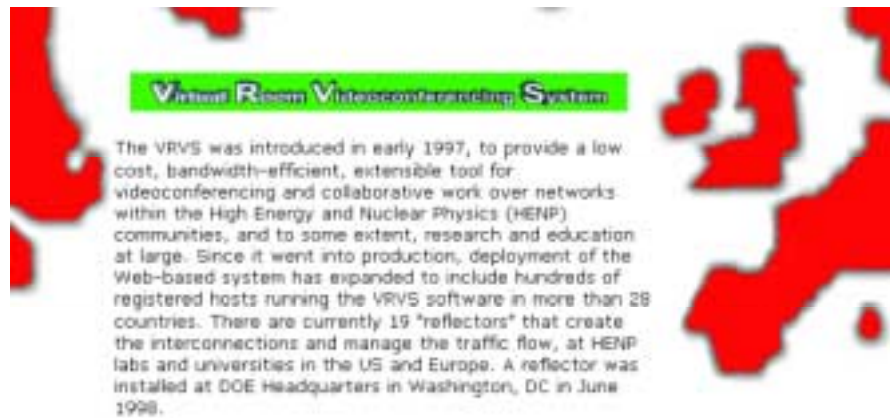 Virtual Room Videoconferencing System
The VRVS was introduced in early 1997, to provide a low
cost, bandwidth-efficient, extensible tool for
videoconferencing and collaborative work over networks
within the High Energy and Nuclear Physics (HENP)
communities, and to some extent, research and education
at large. Since it went into production, deployment of the
Web-based system has expanded to include hundreds of
registered hosts running the VRVS software in more than 28
countries. There are currently 19 "reflectors" that create
the interconnections and manage the traffic flow, at HENP
labs and universities in the US and Europe. A reflector was
installed at DOE Headquarters in Washington, DC in June
1998.